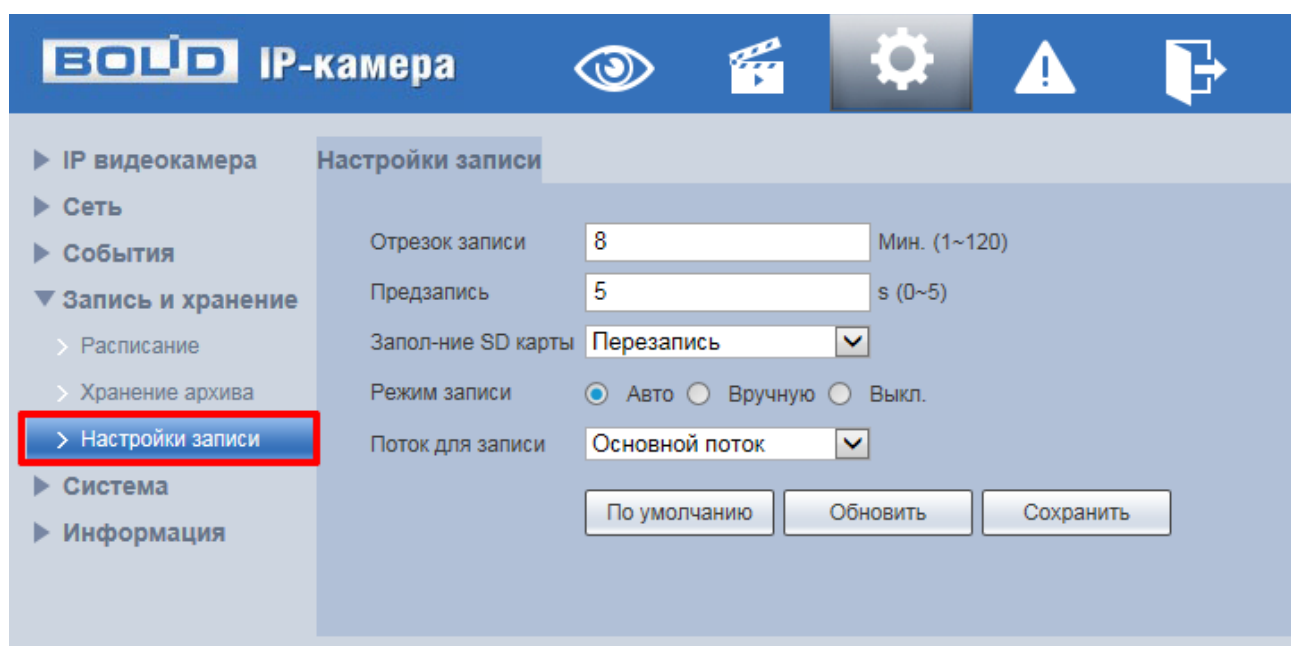 BOLID IP-камера
IP видеокамера
Сеть
События
Запись и хранение
Расписание
Хранение архива
Настройки записи
Система
Информация
Настройки записи
Отрезок записи 8 Мин. (1~120)
Предзапись 5 s (0~5)
Запол-ние SD карты Перезапись
Режим записи Авто Вручную Выкл.
Поток для записи Основной поток
По умолчанию Обновить Сохранить